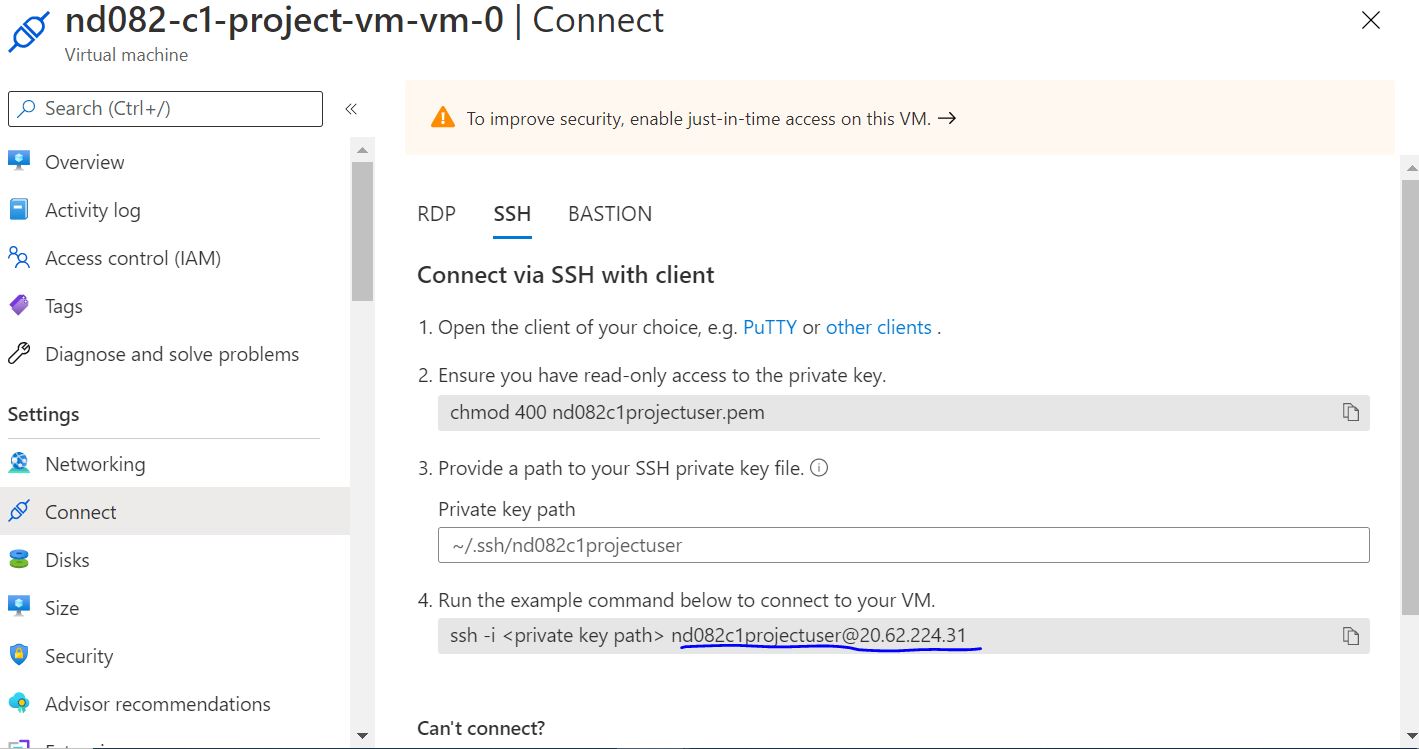 nd082-c1-project-vm-vm-0 | Connect
Virtual machine
Search (Ctrl+/)
«
To improve security, enable just-in-time access on this VM. →
Overview
Activity log
Access control (IAM)
Tags
Diagnose and solve problems
Settings
Networking
Connect
Disks
Size
Security
Advisor recommendations
RDP SSH BASTION
Connect via SSH with client
1. Open the client of your choice, e.g. PuTTY or other clients .
2. Ensure you have read-only access to the private key.
chmod 400 nd082c1projectuser.pem
3. Provide a path to your SSH private key file.
Private key path
~/.ssh/nd082c1projectuser
4. Run the example command below to connect to your VM.
ssh -i <private key path> nd082c1projectuser@20.62.224.31
Can't connect?